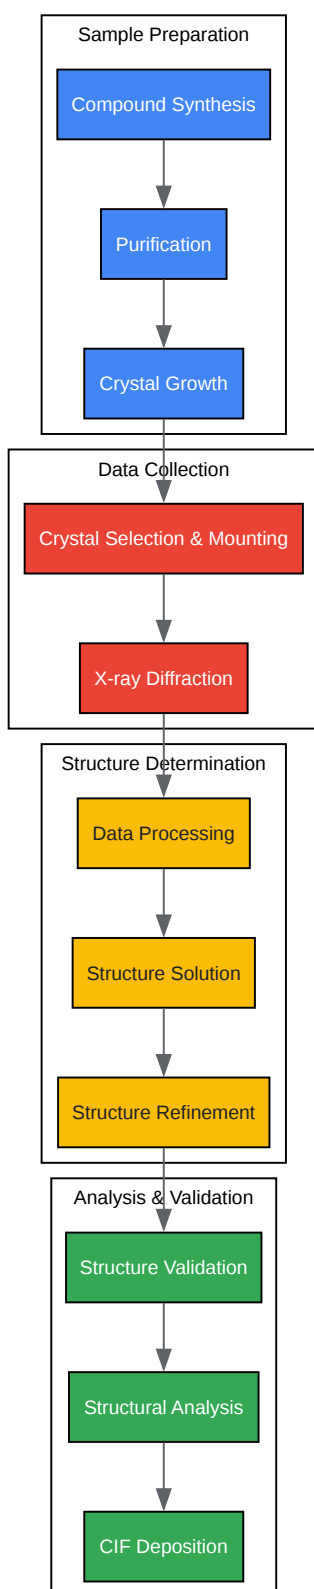 Sample Preparation
Compound Synthesis
Purification
Crystal Growth
Data Collection
Crystal Selection & Mounting
X-ray Diffraction
Structure Determination
Data Processing
Structure Solution
Structure Refinement
Analysis & Validation
Structure Validation
Structural Analysis
CIF Deposition